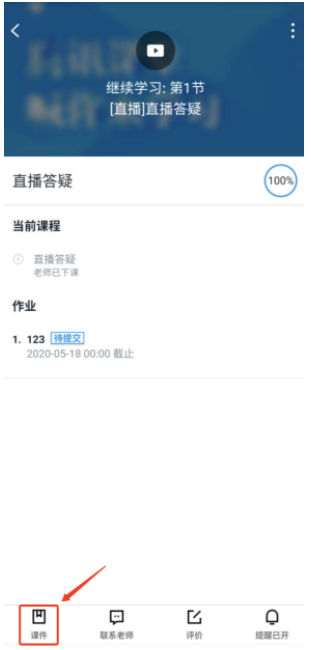 继续学习: 第1节
[直播]直播答疑
直播答疑
100%
当前课程
直播答疑
老师已下课
作业
1. 123 待提交
2020-05-18 00:00 截止
课件
联系老师
评价
提醒已开